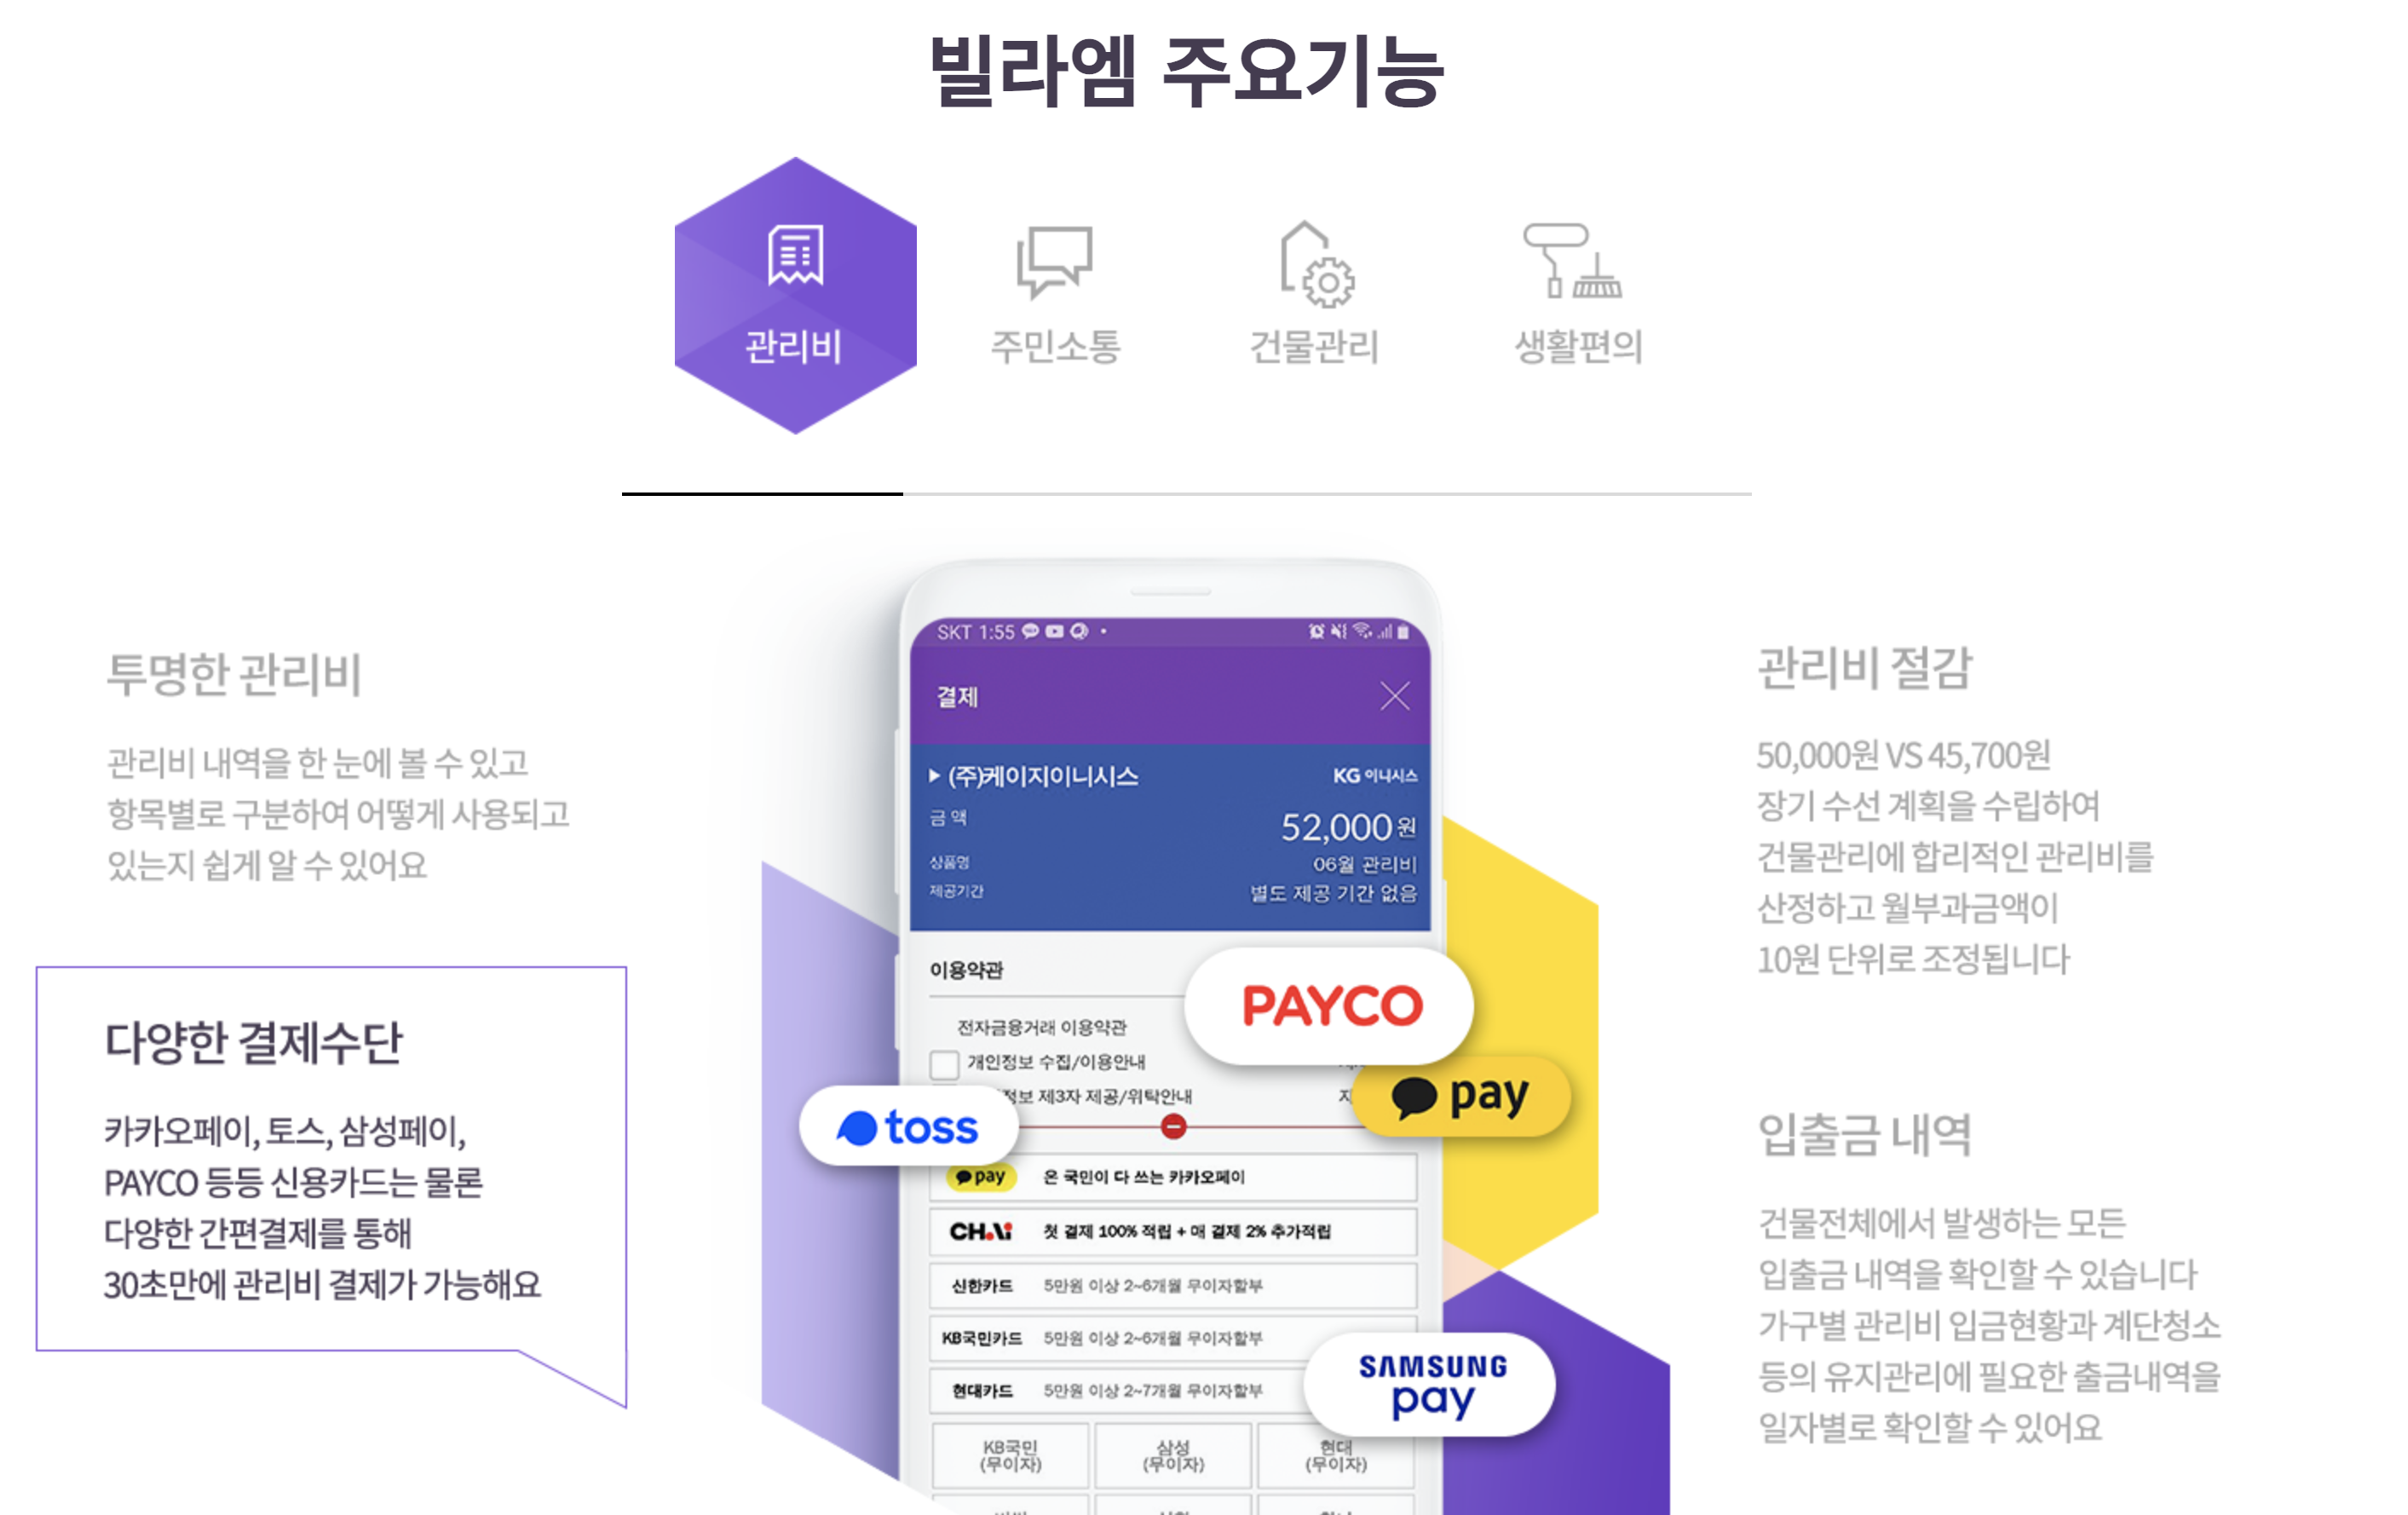 빌라엠 주요기능
관리비
주민소통
건물관리
생활편의
투명한 관리비
관리비 내역을 한 눈에 볼 수 있고
항목별로 구분하여 어떻게 사용되고
있는지 쉽게 알 수 있어요
다양한 결제수단
카카오페이, 토스, 삼성페이,
PAYCO 등등 신용카드는 물론
다양한 간편결제를 통해
30초만에 관리비 결제가 가능해요
SKT 1:55
결제
(주)케이지이니시스
KG 이니시스
금 액
52,000원
상품명
06월 관리비
제공기간
별도 제공 기간 없음
이용약관
PAYCO
전자금융거래 이용약관
개인정보 수집/이용안내
정보 제3자 제공/위탁안내
자
pay
toss
pay
온 국민이 다 쓰는 카카오페이
CHAi
첫 결제 100% 적립 + 매 결제 2% 추가적립
신한카드
5만원 이상 2~6개월 무이자할부
KB국민카드
5만원 이상 2~6개월 무이자할부
현대카드
5만원 이상 2~7개월 무이자할부
SAMSUNG
pay
KB국민
(무이자)
삼성
(무이자)
현대
(무이자)
관리비 절감
50,000원 VS 45,700원
장기 수선 계획을 수립하여
건물관리에 합리적인 관리비를
산정하고 월부과금액이
10원 단위로 조정됩니다
입출금 내역
건물전체에서 발생하는 모든
입출금 내역을 확인할 수 있습니다
가구별 관리비 입금현황과 계단청소
등의 유지관리에 필요한 출금내역을
일자별로 확인할 수 있어요